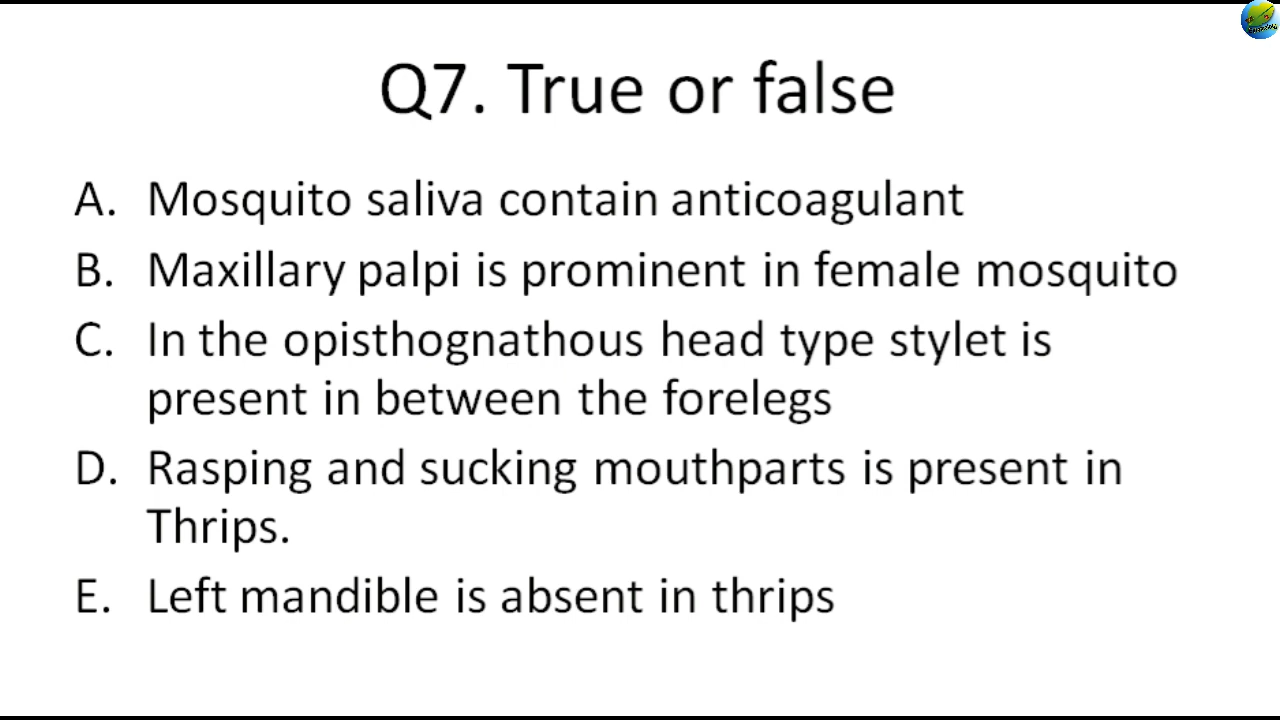 Q7. True or false
A. Mosquito saliva contain anticoagulant
B. Maxillary palpi is prominent in female mosquito
C. In the opisthognathous head type stylet is
present in between the forelegs
D. Rasping and sucking mouthparts is present in
Thrips.
E. Left mandible is absent in thrips